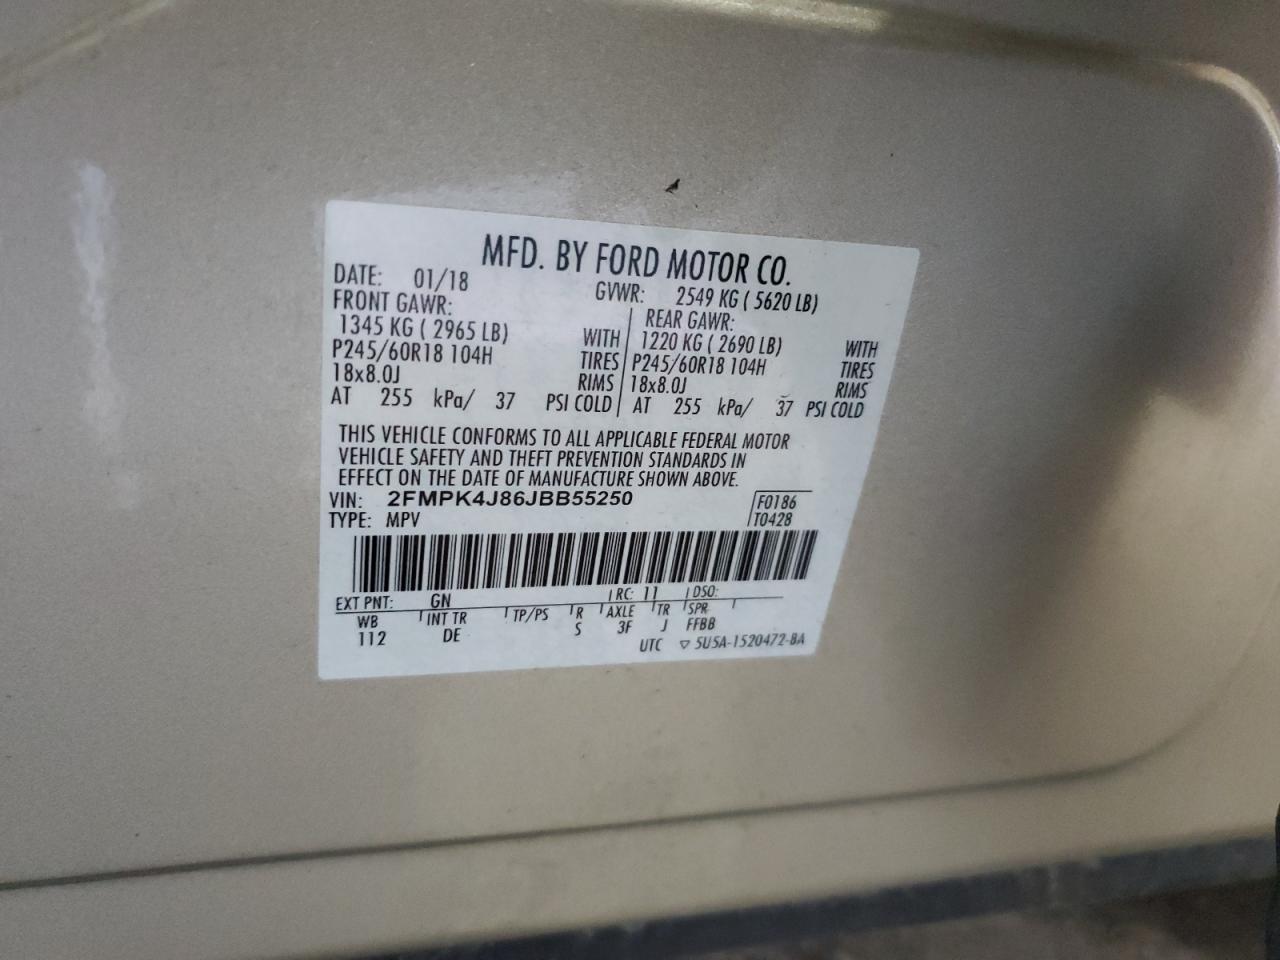 MFD. BY FORD MOTOR CO.
DATE: 01/18
GVWR: 2549 KG ( 5620 LB)
FRONT GAWR:
1345 KG ( 2965 LB) WITH
P245/60R18 104H TIRES
18x8.0J RIMS
AT 255 kPa/ 37 PSI COLD
REAR GAWR:
1220 KG ( 2690 LB) WITH
P245/60R18 104H TIRES
18x8.0J RIMS
AT 255 kPa/ 37 PSI COLD
THIS VEHICLE CONFORMS TO ALL APPLICABLE FEDERAL MOTOR
VEHICLE SAFETY AND THEFT PREVENTION STANDARDS IN
EFFECT ON THE DATE OF MANUFACTURE SHOWN ABOVE.
VIN: 2FMPK4J86JBB55250
F0186
TYPE: MPV
T0428
EXT PNT: GN RC: 11 DSO:
WB INT TR TP/PS R AXLE TR SPR
112 DE S 3F J FFBB
UTC ▽ 5U5A-1520472-BA